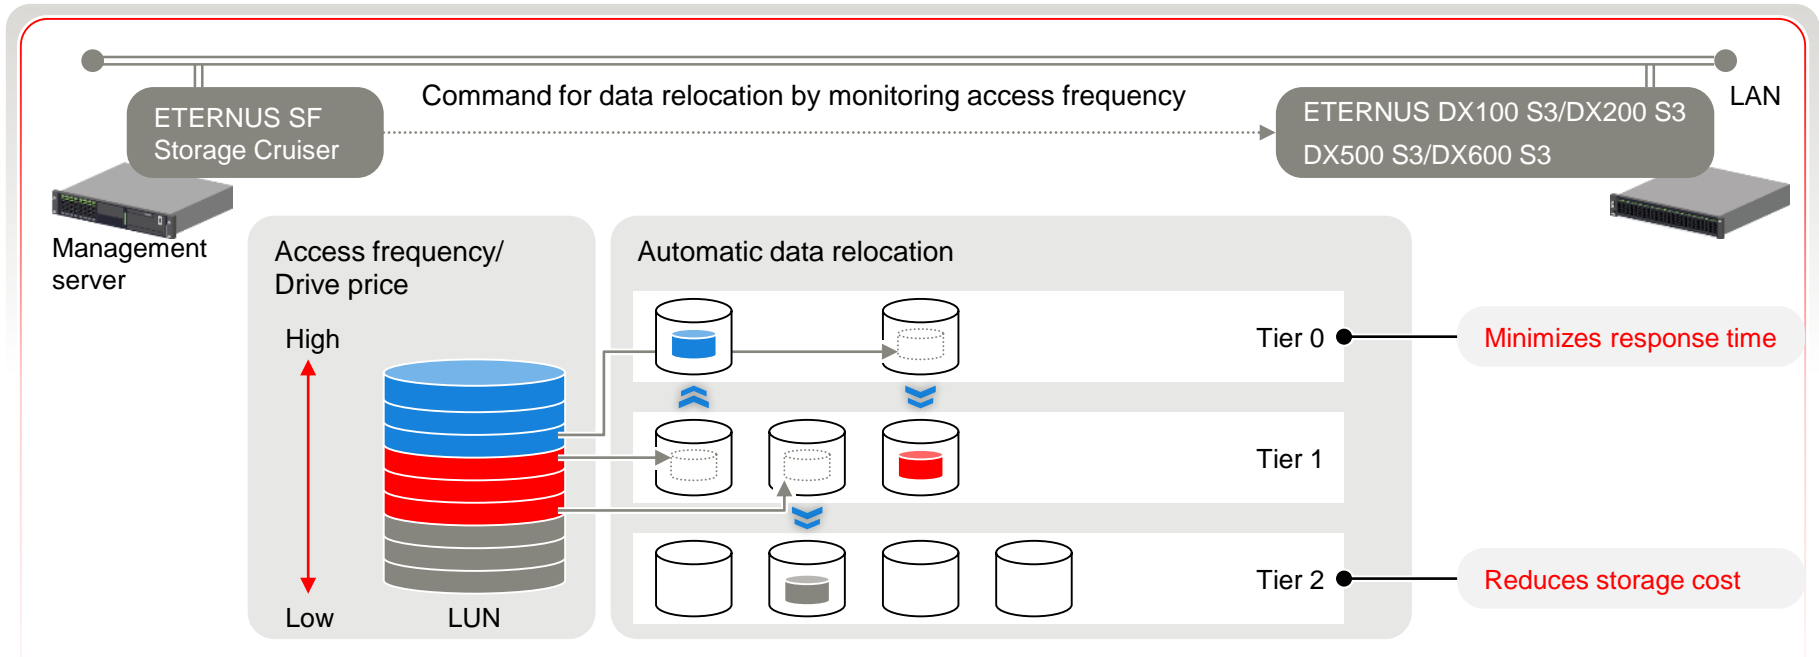 Command for data relocation by monitoring access frequency
LAN
ETERNUS SF
Storage Cruiser
ETERNUS DX100 S3/DX200 S3
DX500 S3/DX600 S3
Management
server
Access frequency/
Drive price
High
Low
LUN
Automatic data relocation
Tier 0
Minimizes response time
Tier 1
Tier 2
Reduces storage cost